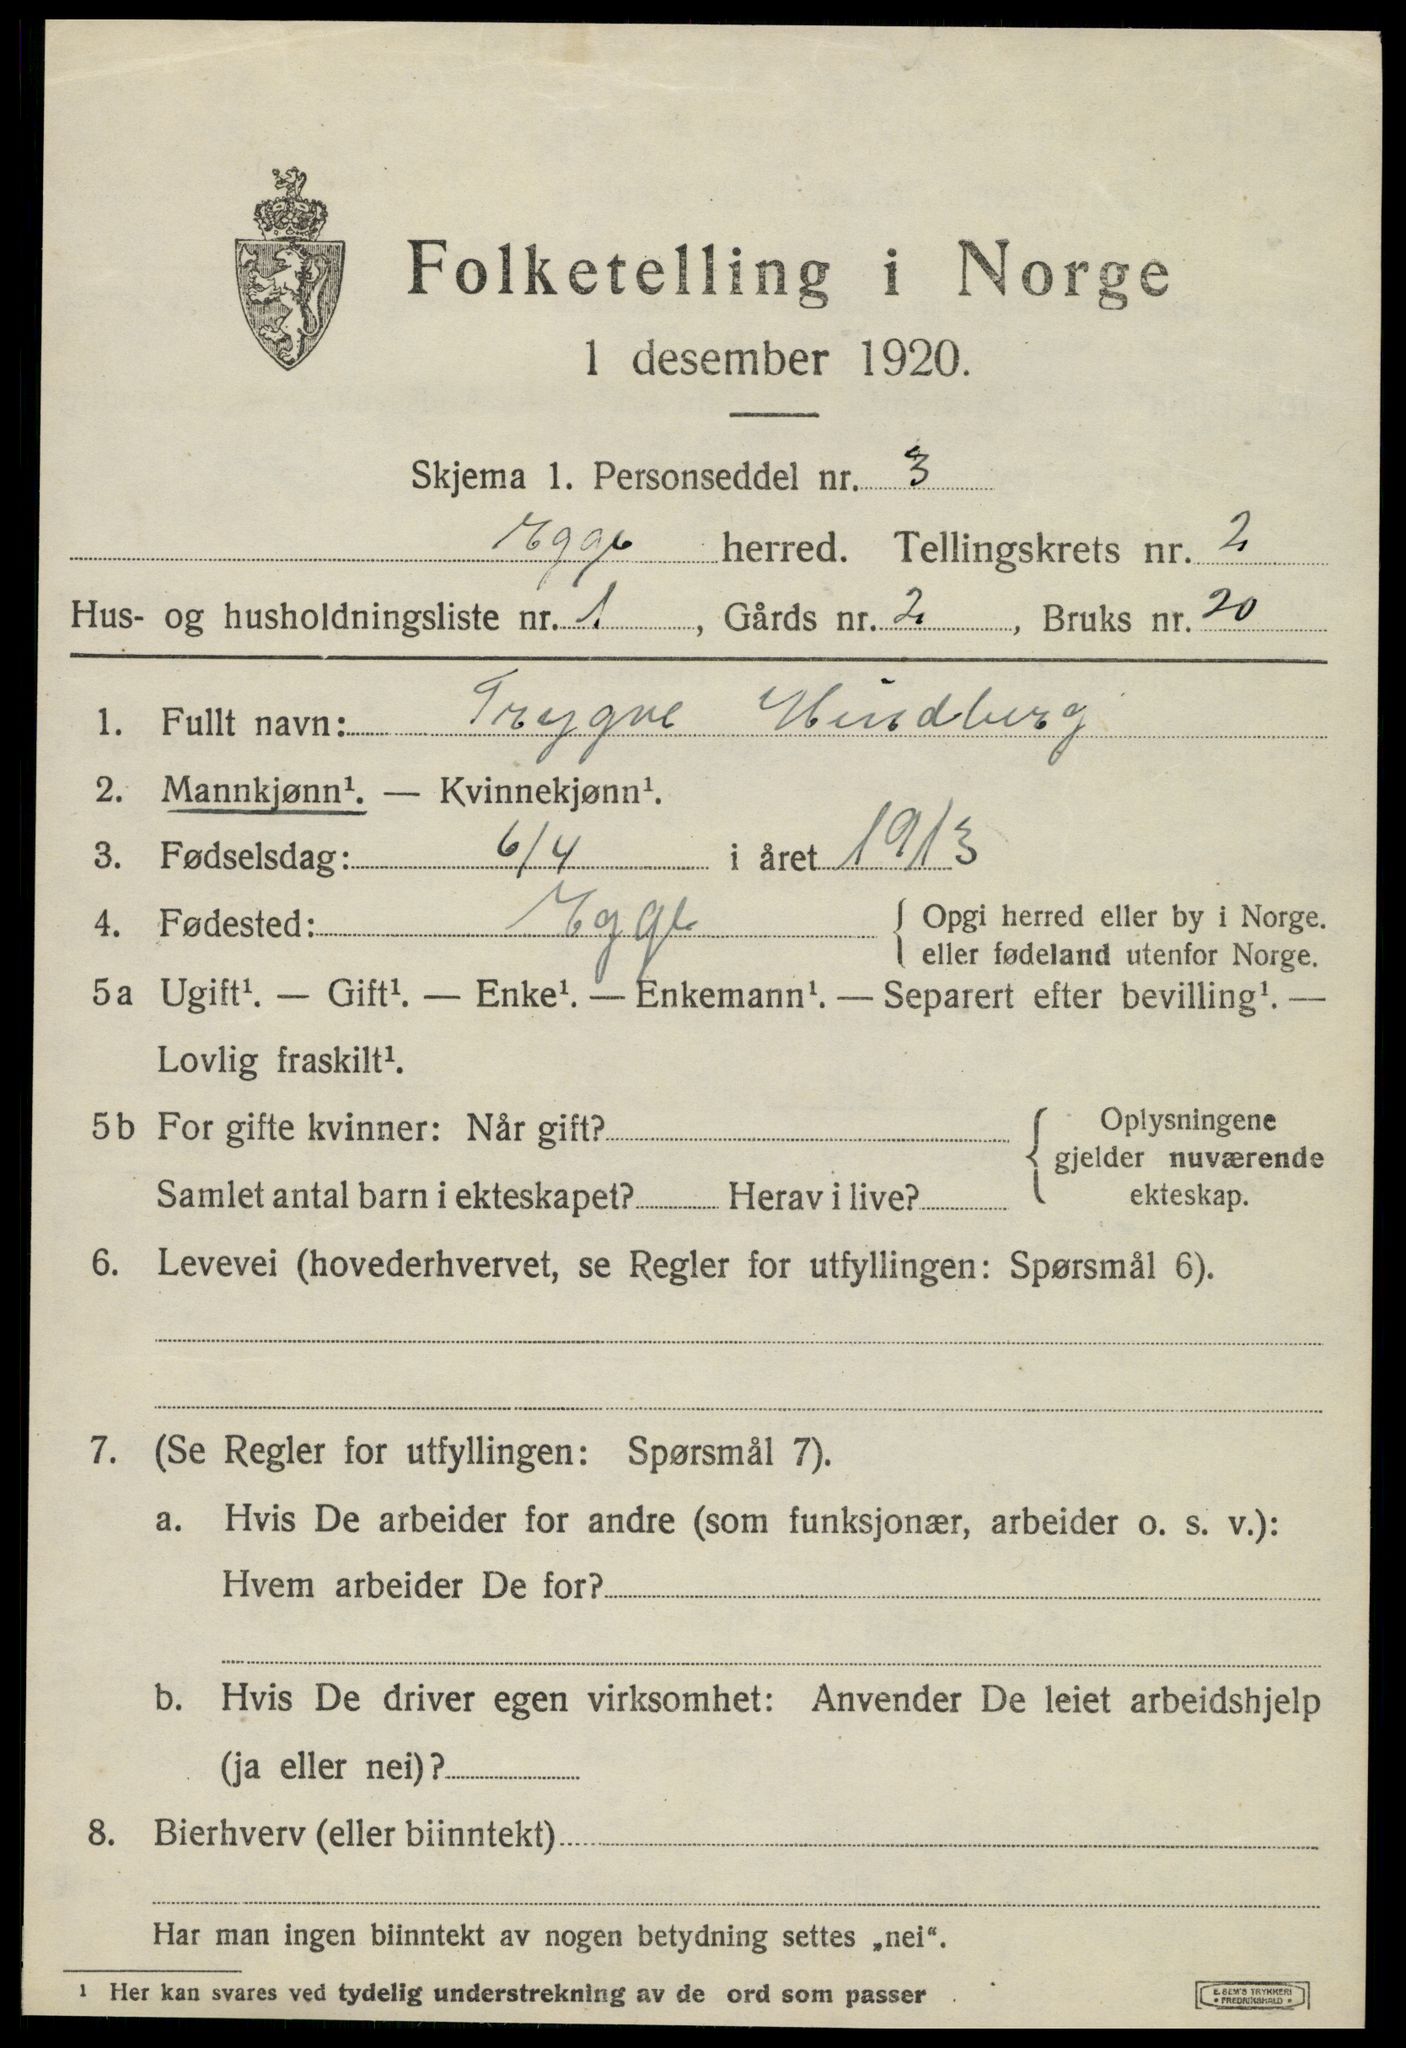 Folketelling i Norge
1 desember 1920.
Skjema 1. Personseddel nr. 3
Egge herred. Tellingskrets nr. 2
Hus- og husholdningsliste nr. 1, Gårds nr. 2, Bruks nr. 20
1. Fullt navn: Trygve Hindberg
2. Mannkjønn¹. — Kvinnekjønn¹.
3. Fødselsdag: 6/4 i året 1913
4. Fødested: Egge { Opgi herred eller by i Norge.
eller fødeland utenfor Norge.
5a Ugift¹. — Gift¹. — Enke¹. — Enkemann¹. — Separert efter bevilling¹. —
Lovlig fraskilt¹.
5b For gifte kvinner: Når gift?
Samlet antal barn i ekteskapet? Herav i live?
{ Oplysningene
gjelder nuværende
ekteskap.
6. Levevei (hovederhvervet, se Regler for utfyllingen: Spørsmål 6).
7. (Se Regler for utfyllingen: Spørsmål 7).
a. Hvis De arbeider for andre (som funksjonær, arbeider o. s. v.):
Hvem arbeider De for?
b. Hvis De driver egen virksomhet: Anvender De leiet arbeidshjelp
(ja eller nei)?
8. Bierhverv (eller biinntekt)
Har man ingen biinntekt av nogen betydning settes „nei“.
¹ Her kan svares ved tydelig understrekning av de ord som passer
E. SEM'S TRYKKERI
• FREDRIKSHALD •